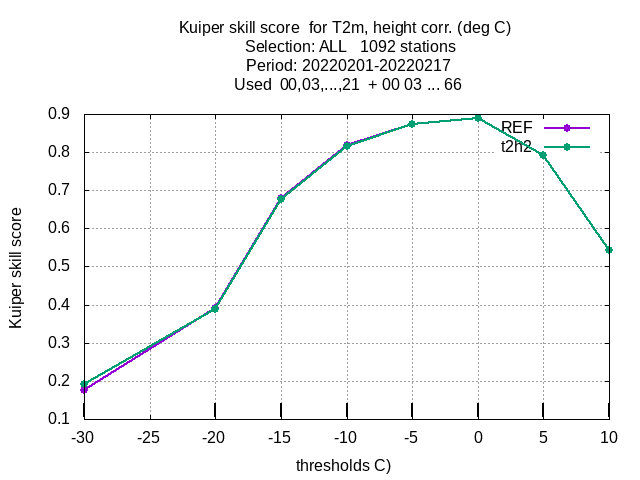 Kuiper skill score  for T2m, height corr. (deg C)
Selection: ALL   1092 stations
Period: 20220201-20220217
Used  00,03,...,21  + 00 03 ... 66
REF
t2h2
0.9
0.8
0.7
0.6
0.5
0.4
0.3
0.2
0.1
Kuiper skill score
-30 -25 -20 -15 -10 -5 0 5 10
thresholds C)